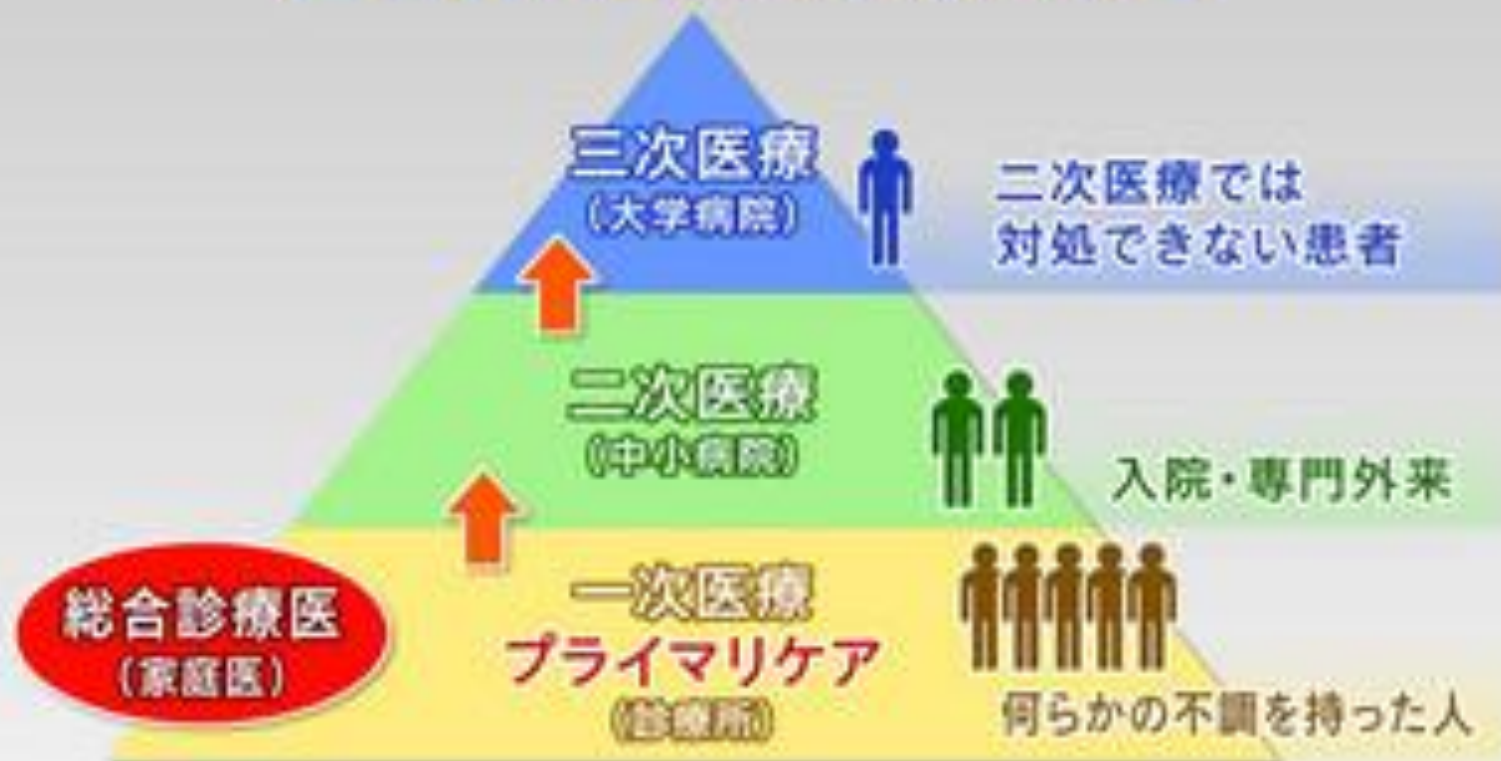 三次医療
(大学病院)
二次医療では
対処できない患者
二次医療
(中小病院)
入院・専門外来
総合診療医
(家庭医)
一次医療
プライマリケア
(診療所)
何らかの不調を持った人